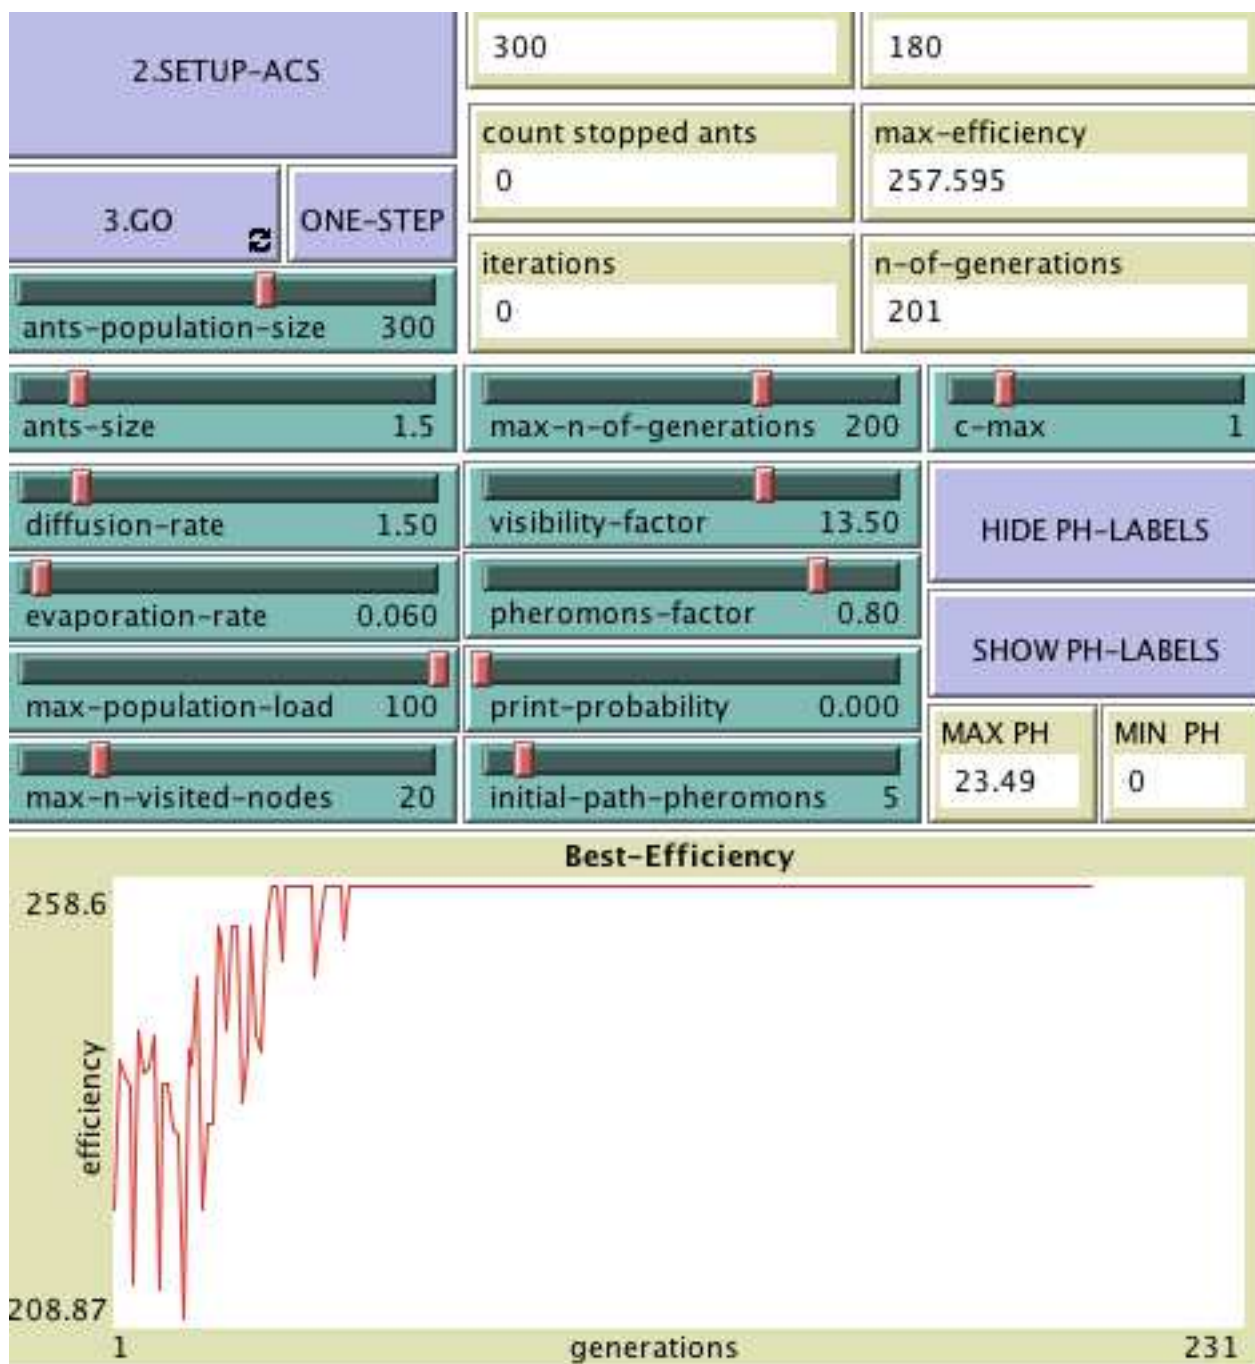 2.SETUP-ACS
300
180
count stopped ants
0
max-efficiency
257.595
3.GO
ONE-STEP
iterations
0
n-of-generations
201
ants-population-size 300
ants-size 1.5
max-n-of-generations 200
c-max 1
diffusion-rate 1.50
visibility-factor 13.50
HIDE PH-LABELS
evaporation-rate 0.060
pheromons-factor 0.80
SHOW PH-LABELS
max-population-load 100
print-probability 0.000
MAX PH
23.49
MIN PH
0
max-n-visited-nodes 20
initial-path-pheromons 5
Best-Efficiency
258.6
efficiency
208.87
1
generations
231